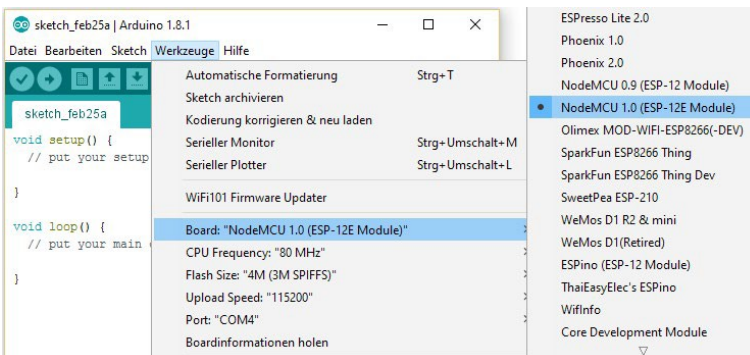 sketch_feb25a | Arduino 1.8.1
Datei Bearbeiten Sketch Werkzeuge Hilfe
sketch_feb25a
void setup() {
// put your setup
}
void loop() {
// put your main
}
Automatische Formatierung Strg+T
Sketch archivieren
Kodierung korrigieren & neu laden
Serieller Monitor Strg+Umschalt+M
Serieller Plotter Strg+Umschalt+L
WiFi101 Firmware Updater
Board: "NodeMCU 1.0 (ESP-12E Module)"
CPU Frequency: "80 MHz"
Flash Size: "4M (3M SPIFFS)"
Upload Speed: "115200"
Port: "COM4"
Boardinformationen holen
ESPresso Lite 2.0
Phoenix 1.0
Phoenix 2.0
NodeMCU 0.9 (ESP-12 Module)
NodeMCU 1.0 (ESP-12E Module)
Olimex MOD-WIFI-ESP8266(-DEV)
SparkFun ESP8266 Thing
SparkFun ESP8266 Thing Dev
SweetPea ESP-210
WeMos D1 R2 & mini
WeMos D1(Retired)
ESPino (ESP-12 Module)
ThaiEasyElec's ESPino
WifInfo
Core Development Module